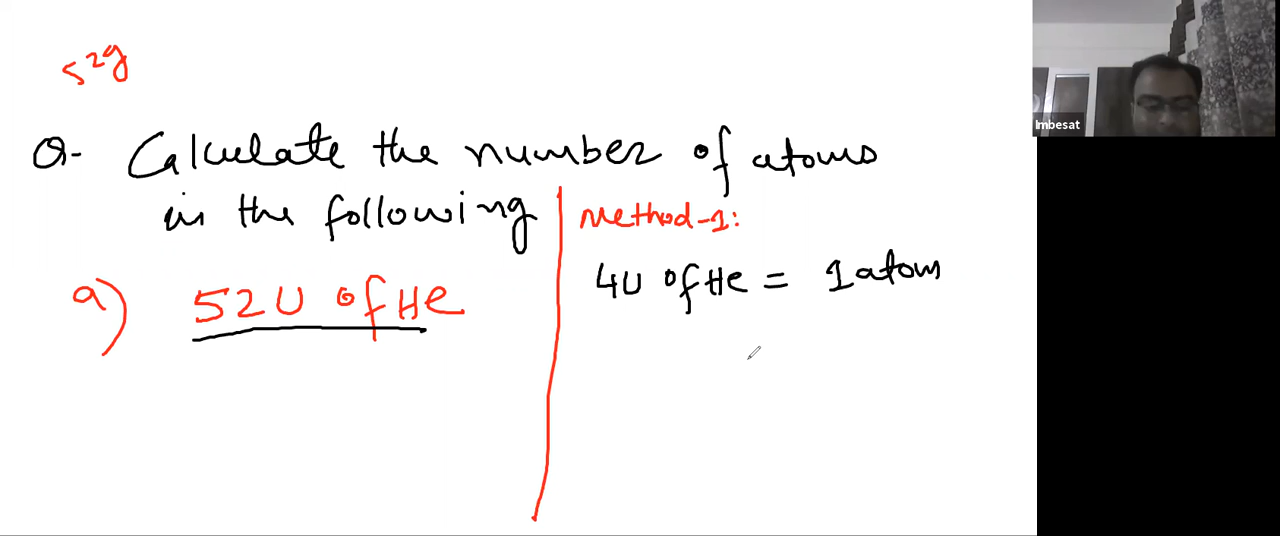 52g
Q- Calculate the number of atoms
in the following
a) 52U of He
Method-1:
4U of He = 1 atom
Imbesat